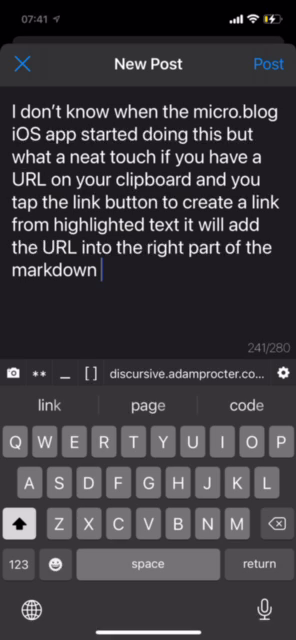 07:41
New Post
Post
I don't know when the micro.blog
iOS app started doing this but
what a neat touch if you have a
URL on your clipboard and you
tap the link button to create a link
from highlighted text it will add
the URL into the right part of the
markdown
241/280
** _ [ ] discursive.adamprocter.co...
link page code
Q W E R T Y U I O P
A S D F G H J K L
Z X C V B N M
123 space return